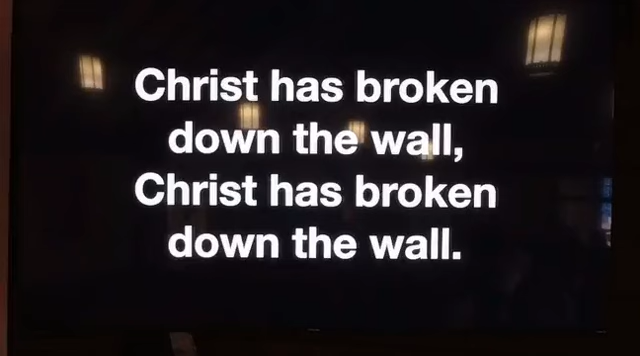 Christ has broken
down the wall,
Christ has broken
down the wall.